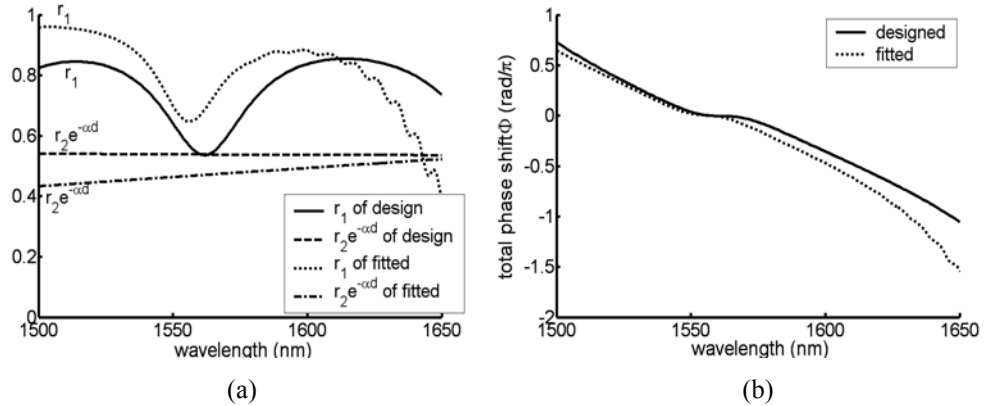 r₁
r₁
r₂e^-αd
r₂e^-αd
1
0.8
0.6
0.4
0.2
0
1500
1550
1600
1650
wavelength (nm)
r₁ of design
r₂e^-αd of design
r₁ of fitted
r₂e^-αd of fitted
(a)
total phase shiftΦ (rad/π)
1
0.5
0
-0.5
-1
-1.5
-2
1500
1550
1600
1650
wavelength (nm)
designed
fitted
(b)